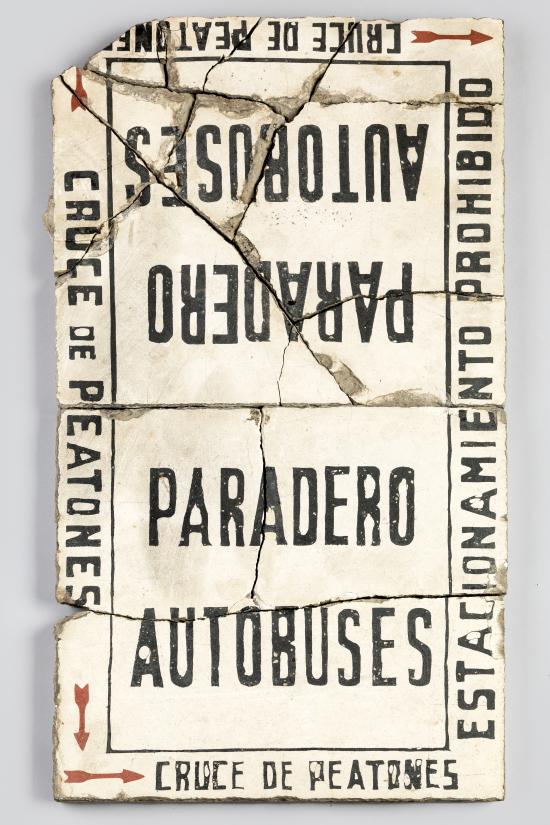 CRUCE DE PEATONES
AUTOBUSES
PARADERO
PARADERO
AUTOBUSES
CRUCE DE PEATONES
CRUCE DE PEATONES
ESTACIONAMIENTO PROHIBIDO